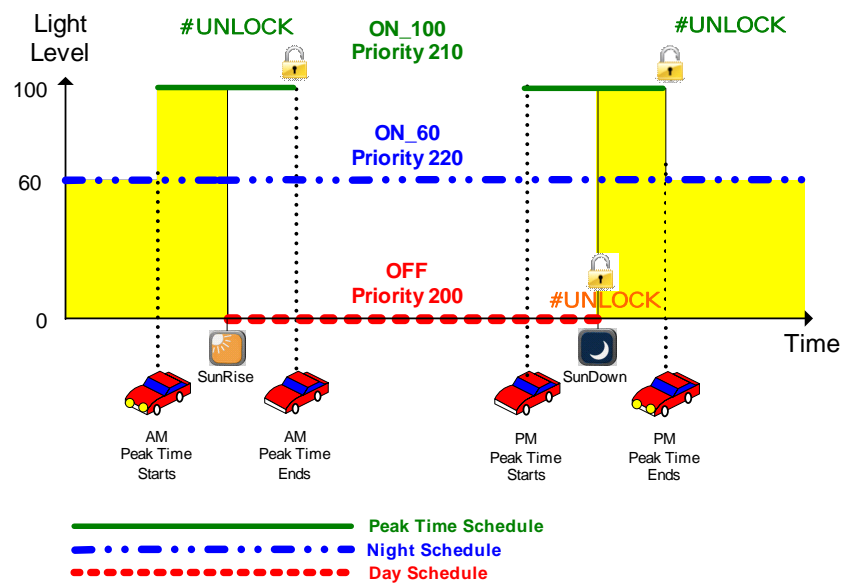 Light
Level
#UNLOCK
ON_100
Priority 210
#UNLOCK
100
ON_60
Priority 220
60
OFF
Priority 200
#UNLOCK
0
Time
SunRise
SunDown
AM
Peak Time
Starts
AM
Peak Time
Ends
PM
Peak Time
Starts
PM
Peak Time
Ends
Peak Time Schedule
Night Schedule
Day Schedule